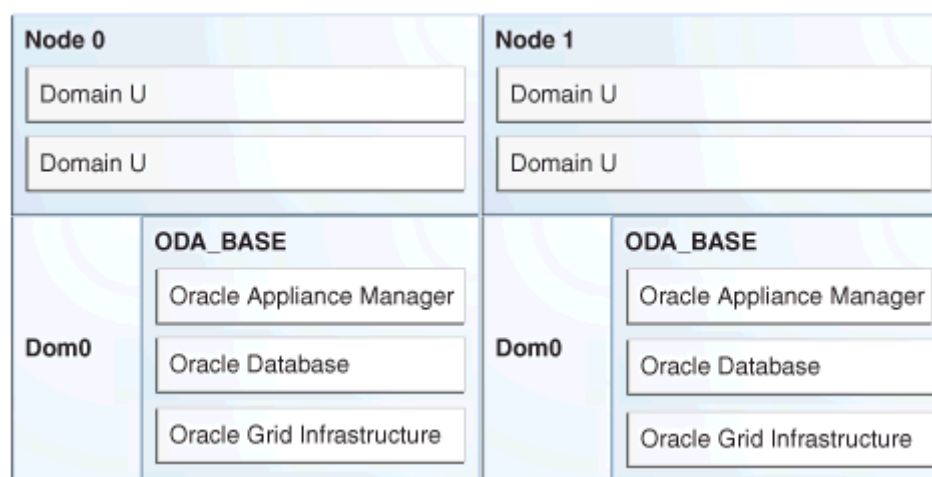 Node 0
Domain U
Domain U
Dom0
ODA_BASE
Oracle Appliance Manager
Oracle Database
Oracle Grid Infrastructure
Node 1
Domain U
Domain U
Dom0
ODA_BASE
Oracle Appliance Manager
Oracle Database
Oracle Grid Infrastructure